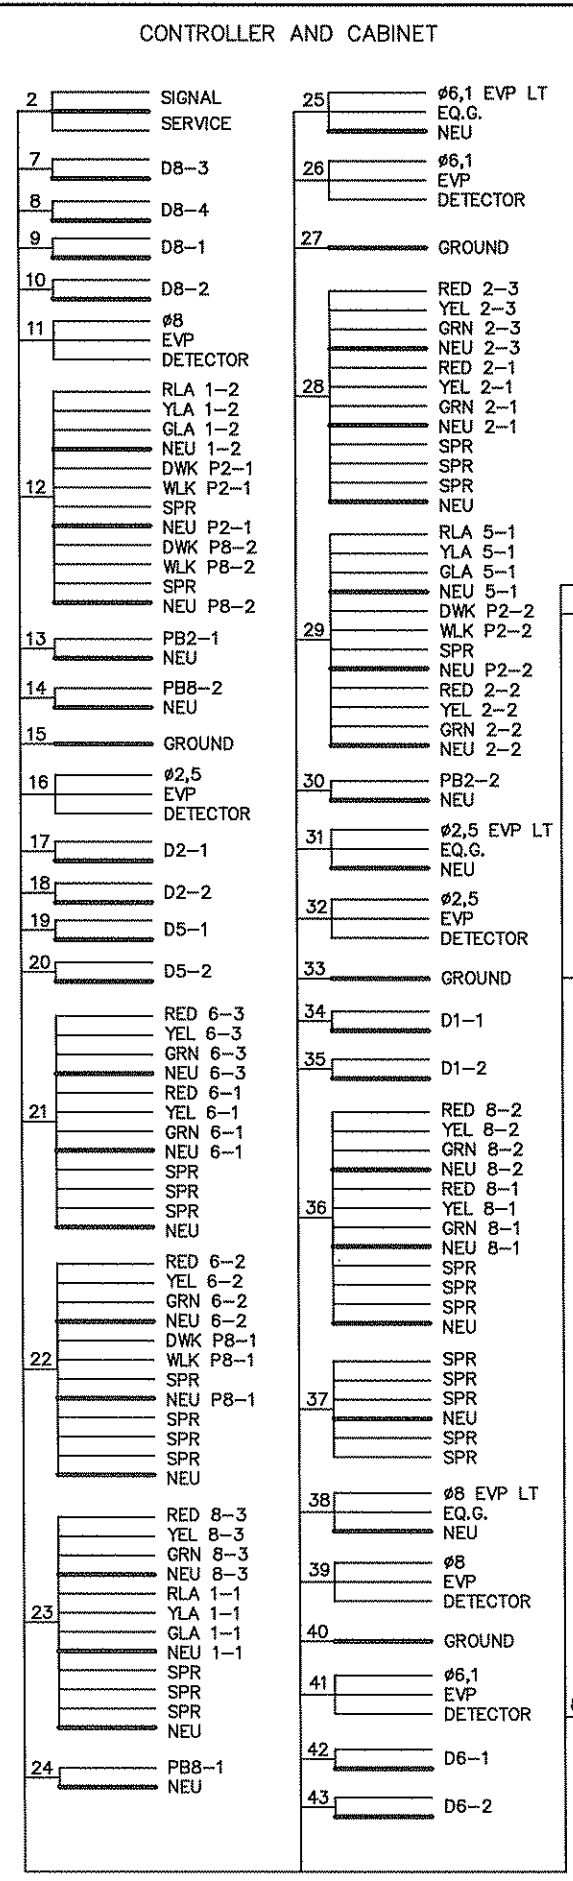 CONTROLLER AND CABINET
2
SIGNAL
SERVICE
7
D8-3
8
D8-4
9
D8-1
10
D8-2
11
ø8
EVP
DETECTOR
12
RLA 1-2
YLA 1-2
GLA 1-2
NEU 1-2
DWK P2-1
WLK P2-1
SPR
NEU P2-1
DWK P8-2
WLK P8-2
SPR
NEU P8-2
13
PB2-1
NEU
14
PB8-2
NEU
15
GROUND
16
ø2,5
EVP
DETECTOR
17
D2-1
18
D2-2
19
D5-1
20
D5-2
21
RED 6-3
YEL 6-3
GRN 6-3
NEU 6-3
RED 6-1
YEL 6-1
GRN 6-1
NEU 6-1
SPR
SPR
SPR
NEU
22
RED 6-2
YEL 6-2
GRN 6-2
NEU 6-2
DWK P8-1
WLK P8-1
SPR
NEU P8-1
SPR
SPR
SPR
NEU
23
RED 8-3
YEL 8-3
GRN 8-3
NEU 8-3
RLA 1-1
YLA 1-1
GLA 1-1
NEU 1-1
SPR
SPR
SPR
NEU
24
PB8-1
NEU
25
ø6,1 EVP LT
EQ.G.
NEU
26
ø6,1
EVP
DETECTOR
27
GROUND
28
RED 2-3
YEL 2-3
GRN 2-3
NEU 2-3
RED 2-1
YEL 2-1
GRN 2-1
NEU 2-1
SPR
SPR
SPR
NEU
29
RLA 5-1
YLA 5-1
GLA 5-1
NEU 5-1
DWK P2-2
WLK P2-2
SPR
NEU P2-2
RED 2-2
YEL 2-2
GRN 2-2
NEU 2-2
30
PB2-2
NEU
31
ø2,5 EVP LT
EQ.G.
NEU
32
ø2,5
EVP
DETECTOR
33
GROUND
34
D1-1
35
D1-2
36
RED 8-2
YEL 8-2
GRN 8-2
NEU 8-2
RED 8-1
YEL 8-1
GRN 8-1
NEU 8-1
SPR
SPR
SPR
NEU
37
SPR
SPR
SPR
NEU
SPR
SPR
38
ø8 EVP LT
EQ.G.
NEU
39
ø8
EVP
DETECTOR
40
GROUND
41
ø6,1
EVP
DETECTOR
42
D6-1
43
D6-2